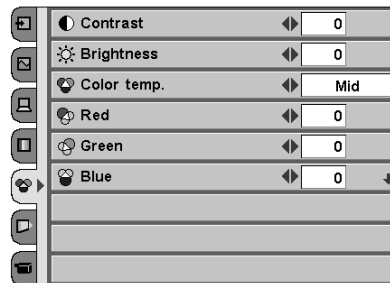 Contrast 0
Brightness 0
Color temp. Mid
Red 0
Green 0
Blue 0